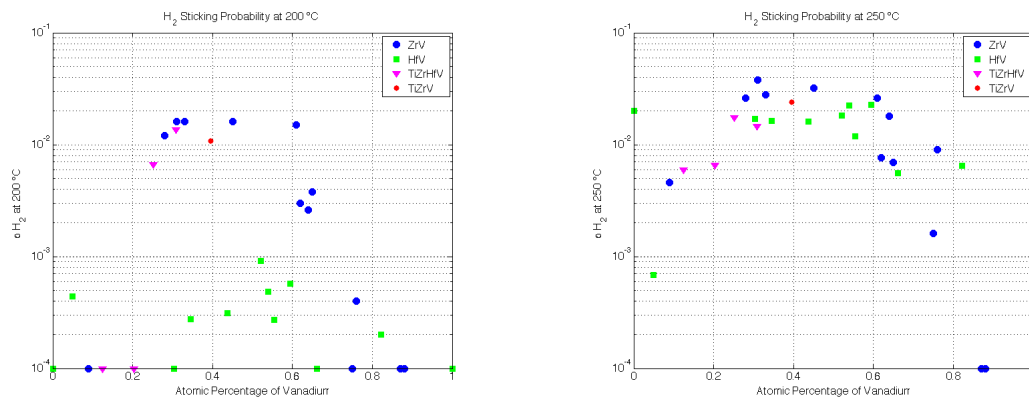 H2 Sticking Probability at 200 °C
10^-1
10^-2
10^-3
10^-4
ɒ H2 at 200 °C
ZrV
HfV
TiZrHfV
TiZrV
0 0.2 0.4 0.6 0.8 1
Atomic Percentage of Vanadiurr
H2 Sticking Probability at 250 °C
10^-1
10^-2
10^-3
10^-4
ɒ H2 at 250 °C
ZrV
HfV
TiZrHfV
TiZrV
0 0.2 0.4 0.6 0.8
Atomic Percentage of Vanadiurr